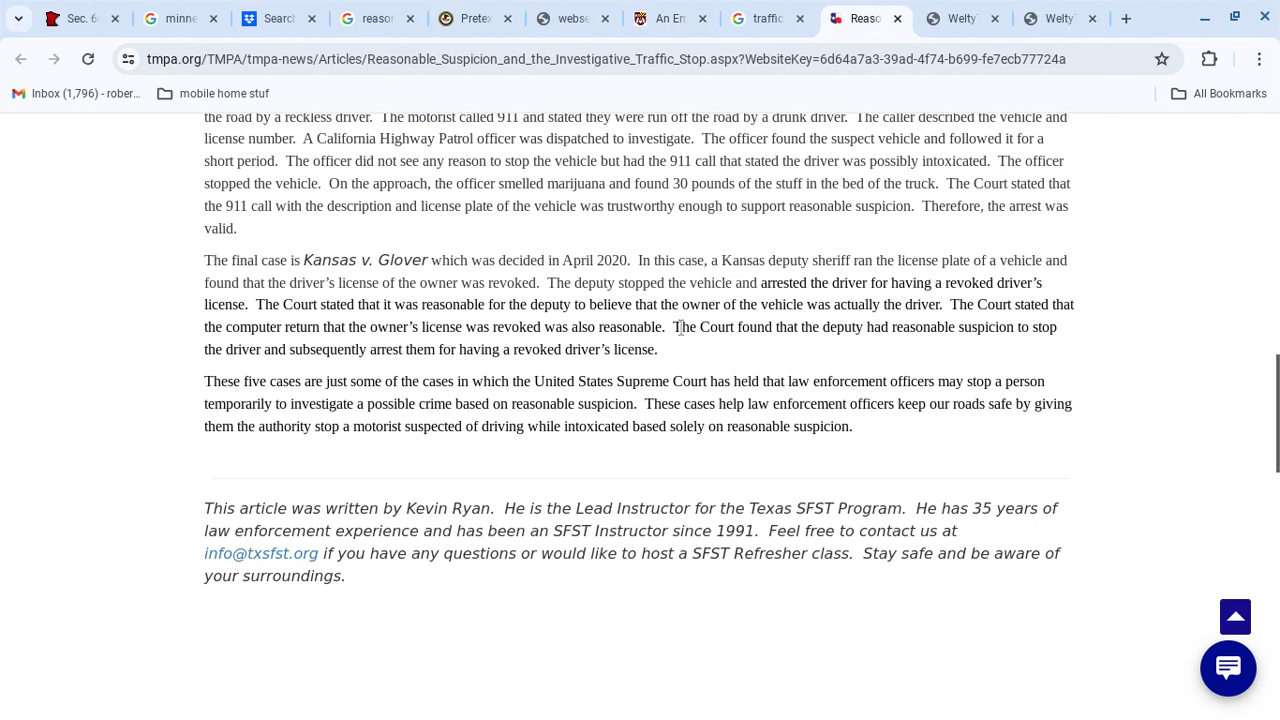 Sec. 6
minne
Search
reasor
Pretex
webse
An En
traffic
Reaso
Welty
Welty
tmpa.org/TMPA/tmpa-news/Articles/Reasonable_Suspicion_and_the_Investigative_Traffic_Stop.aspx?WebsiteKey=6d64a7a3-39ad-4f74-b699-fe7ecb77724a
Inbox (1,796) - rober...
mobile home stuf
All Bookmarks
the road by a reckless driver.  The motorist called 911 and stated they were run off the road by a drunk driver.  The caller described the vehicle and
license number.  A California Highway Patrol officer was dispatched to investigate.  The officer found the suspect vehicle and followed it for a
short period.  The officer did not see any reason to stop the vehicle but had the 911 call that stated the driver was possibly intoxicated.  The officer
stopped the vehicle.  On the approach, the officer smelled marijuana and found 30 pounds of the stuff in the bed of the truck.  The Court stated that
the 911 call with the description and license plate of the vehicle was trustworthy enough to support reasonable suspicion.  Therefore, the arrest was
valid.
The final case is Kansas v. Glover which was decided in April 2020.  In this case, a Kansas deputy sheriff ran the license plate of a vehicle and
found that the driver's license of the owner was revoked.  The deputy stopped the vehicle and arrested the driver for having a revoked driver's
license.  The Court stated that it was reasonable for the deputy to believe that the owner of the vehicle was actually the driver.  The Court stated that
the computer return that the owner's license was revoked was also reasonable.  The Court found that the deputy had reasonable suspicion to stop
the driver and subsequently arrest them for having a revoked driver's license.
These five cases are just some of the cases in which the United States Supreme Court has held that law enforcement officers may stop a person
temporarily to investigate a possible crime based on reasonable suspicion.  These cases help law enforcement officers keep our roads safe by giving
them the authority stop a motorist suspected of driving while intoxicated based solely on reasonable suspicion.
This article was written by Kevin Ryan.  He is the Lead Instructor for the Texas SFST Program.  He has 35 years of
law enforcement experience and has been an SFST Instructor since 1991.  Feel free to contact us at
info@txsfst.org if you have any questions or would like to host a SFST Refresher class.  Stay safe and be aware of
your surroundings.